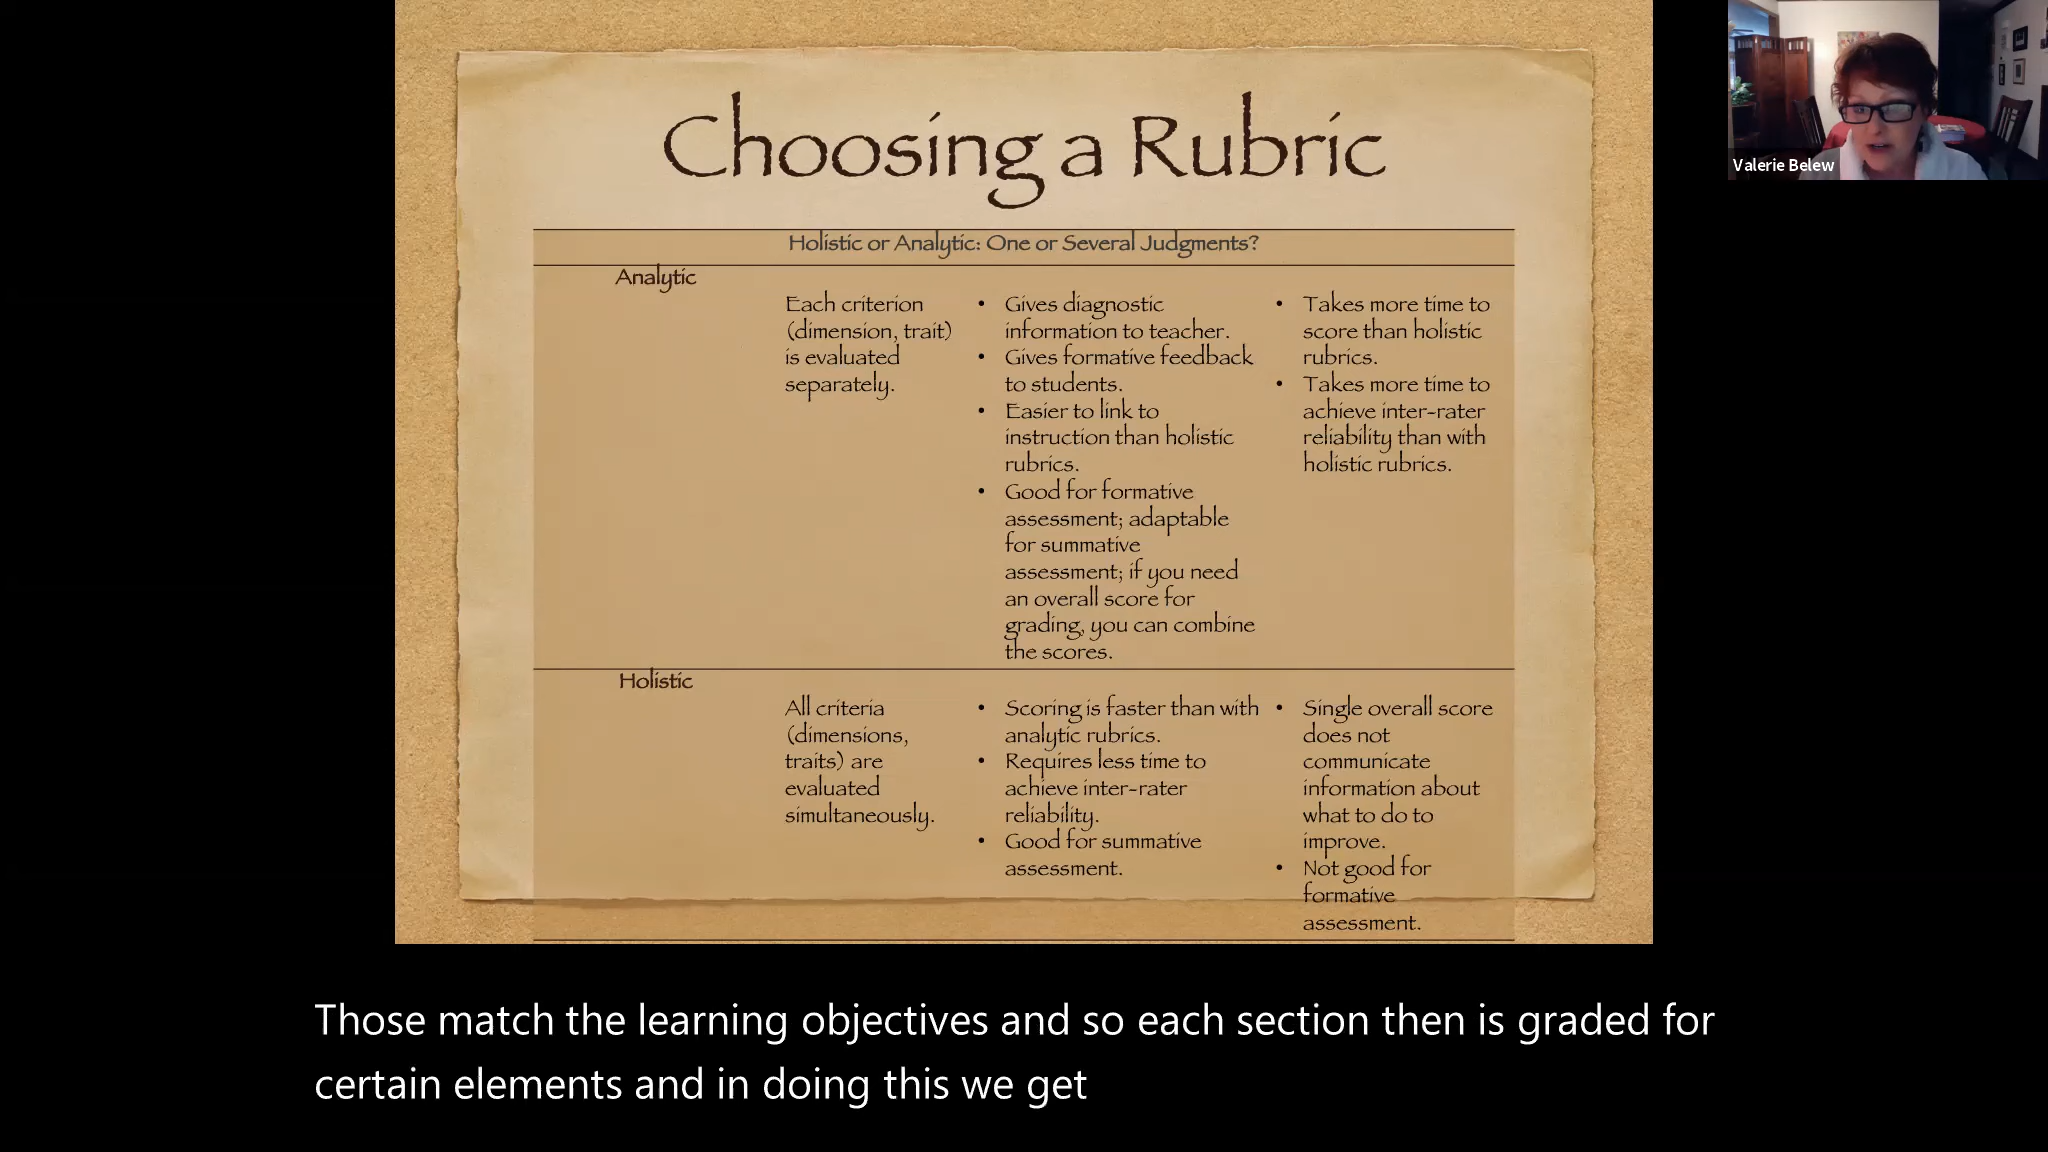 Choosing a Rubric
Holistic or Analytic: One or Several Judgments?
Analytic
Each criterion
(dimension, trait)
is evaluated
separately.
• Gives diagnostic
information to teacher.
• Gives formative feedback
to students.
• Easier to link to
instruction than holistic
rubrics.
• Good for formative
assessment; adaptable
for summative
assessment; if you need
an overall score for
grading, you can combine
the scores.
• Takes more time to
score than holistic
rubrics.
• Takes more time to
achieve inter-rater
reliability than with
holistic rubrics.
Holistic
All criteria
(dimensions,
traits) are
evaluated
simultaneously.
• Scoring is faster than with
analytic rubrics.
• Requires less time to
achieve inter-rater
reliability.
• Good for summative
assessment.
• Single overall score
does not
communicate
information about
what to do to
improve.
• Not good for
formative
assessment.
Valerie Belew
Those match the learning objectives and so each section then is graded for
certain elements and in doing this we get